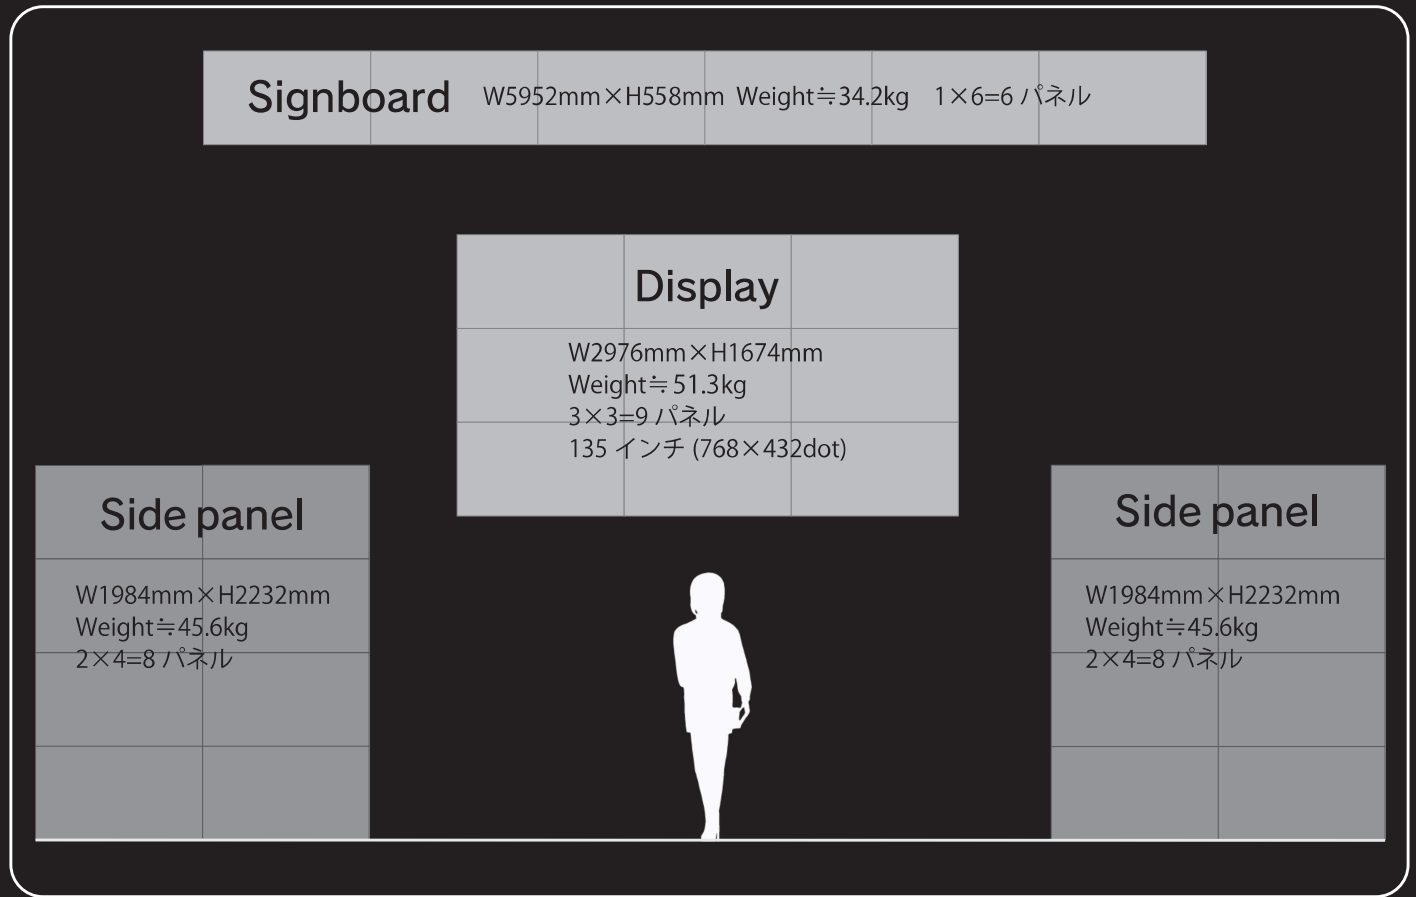 Signboard W5952mm×H558mm Weight≒34.2kg 1×6=6 パネル
Display
W2976mm×H1674mm
Weight≒51.3kg
3×3=9 パネル
135 インチ (768×432dot)
Side panel
W1984mm×H2232mm
Weight≒45.6kg
2×4=8 パネル
Side panel
W1984mm×H2232mm
Weight≒45.6kg
2×4=8 パネル